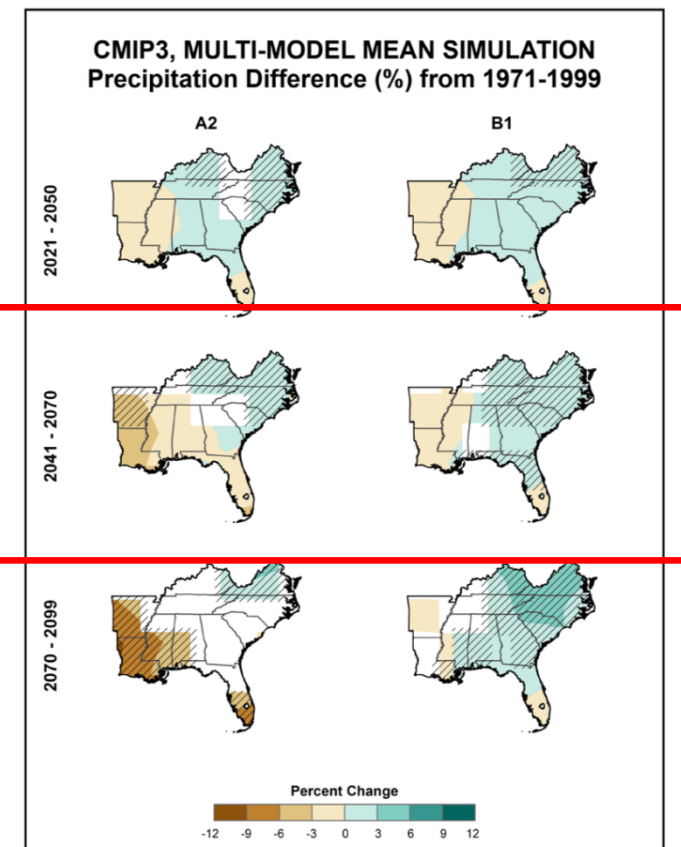 CMIP3, MULTI-MODEL MEAN SIMULATION
Precipitation Difference (%) from 1971-1999
A2 B1
2021 - 2050
2041 - 2070
2070 - 2099
Percent Change
-12 -9 -6 -3 0 3 6 9 12